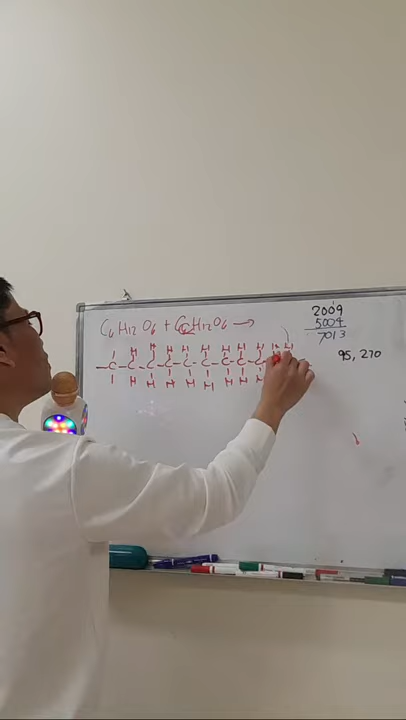 C6H12O6 + C6H12O6 →
H H H H H H H H H H
— C — C — C — C — C — C — C — C — C
H H H H H H H
2009
5004
7013
95, 270